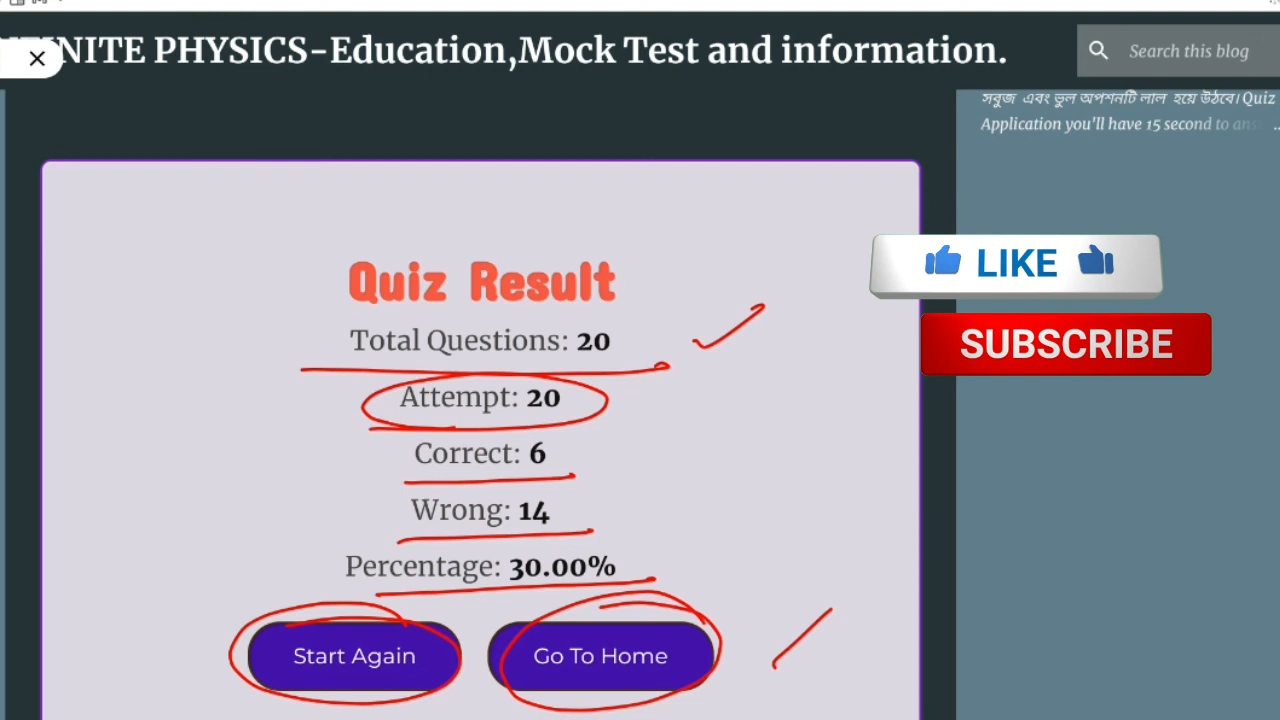 NITE PHYSICS-Education,Mock Test and information.
Search this blog
সবুজ এবং ভুল অপশনটি লাল হয়ে উঠবে। Quiz
Application you'll have 15 second to ans...
LIKE
SUBSCRIBE
Quiz Result
Total Questions: 20
Attempt: 20
Correct: 6
Wrong: 14
Percentage: 30.00%
Start Again
Go To Home